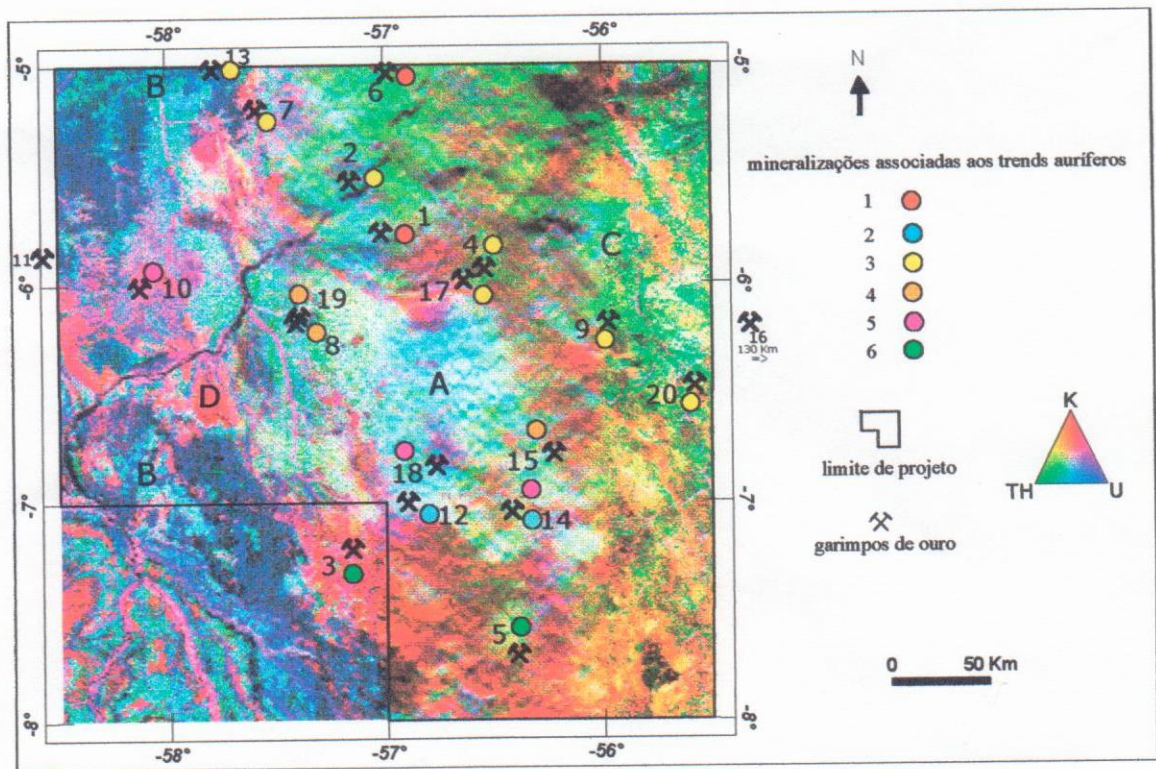 -58°
-57°
-56°
-5°
-5°
13
B
6
7
2
1
4
C
11
10
17
-6°
-6°
19
9
8
16
130 Km
=>
A
D
20
18
15
B
12
14
-7°
-7°
3
5
-8°
-8°
-58°
-57°
-56°
N
mineralizações associadas aos trends auríferos
1
2
3
4
5
6
limite de projeto
K
TH
U
garimpos de ouro
0 50 Km